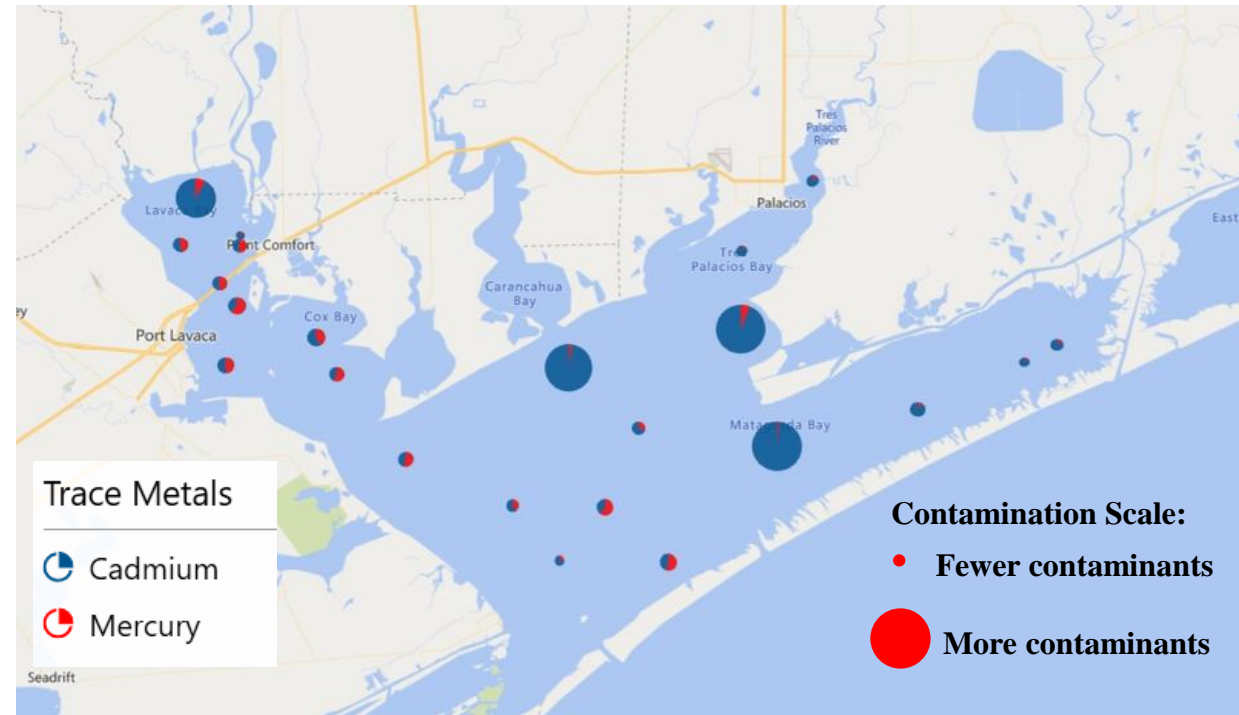 Tres
Palacios
River
Palacios
Lavaca Bay
East
Point Comfort
Tres
Palacios Bay
Carancahua
Bay
ey
Cox Bay
Port Lavaca
Matagorda Bay
Trace Metals
Cadmium
Mercury
Contamination Scale:
Fewer contaminants
More contaminants
Seadrift